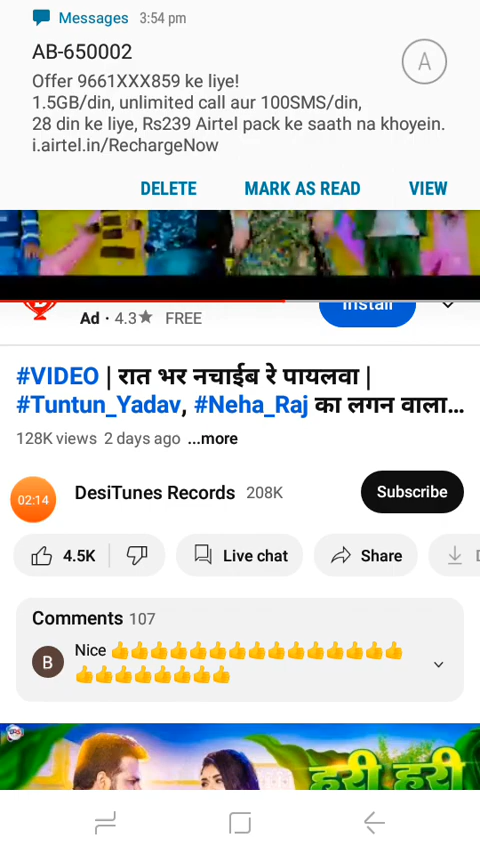 Messages 3:54 pm
AB-650002
A
Offer 9661XXX859 ke liye!
1.5GB/din, unlimited call aur 100SMS/din,
28 din ke liye, Rs239 Airtel pack ke saath na khoyein.
i.airtel.in/RechargeNow
DELETE MARK AS READ VIEW
Install
Ad · 4.3★ FREE
#VIDEO | रात भर नचाईब रे पायलवा |
#Tuntun_Yadav, #Neha_Raj का लगन वाला...
128K views 2 days ago ...more
02:14
DesiTunes Records 208K
Subscribe
4.5K Live chat Share
Comments 107
B
Nice 👍👍👍👍👍👍👍👍👍👍👍👍👍👍👍
👍👍👍👍👍👍👍👍
हरी हरी